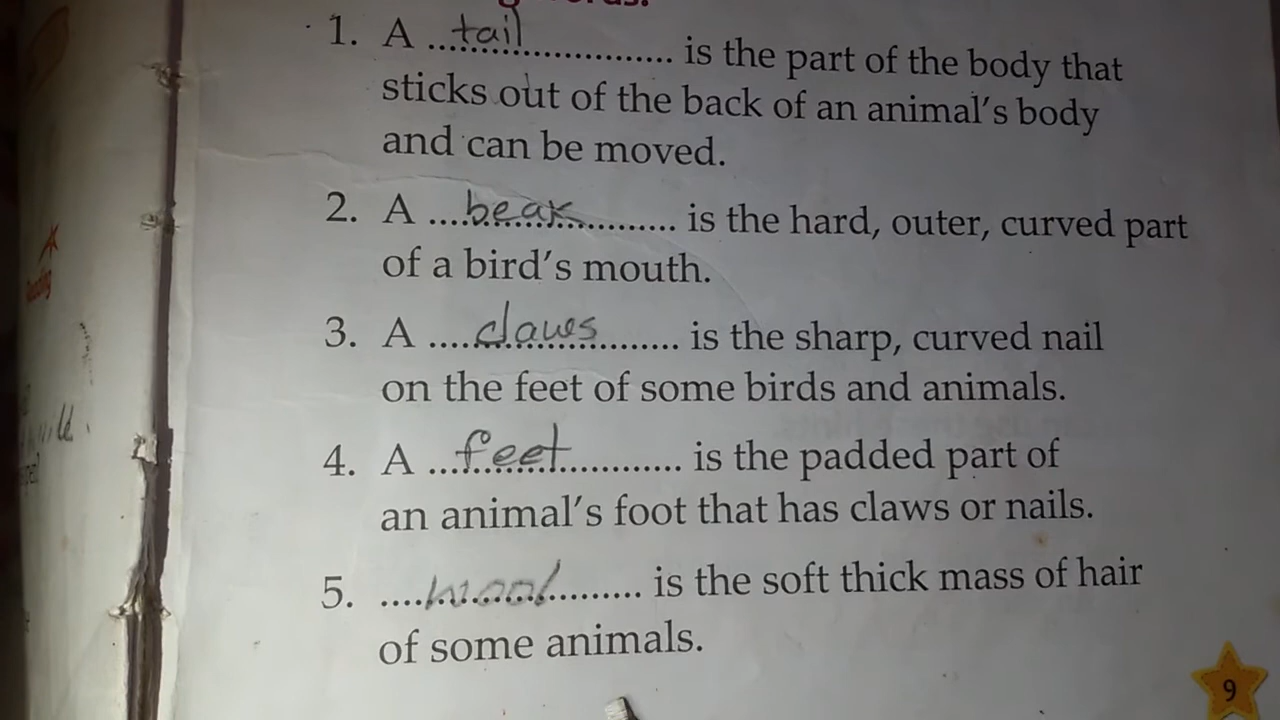 1. A ...tail................... is the part of the body that
sticks out of the back of an animal's body
and can be moved.
2. A ....beak............... is the hard, outer, curved part
of a bird's mouth.
3. A ....claws............... is the sharp, curved nail
on the feet of some birds and animals.
4. A ...feet................ is the padded part of
an animal's foot that has claws or nails.
5. ....wool............. is the soft thick mass of hair
of some animals.
9